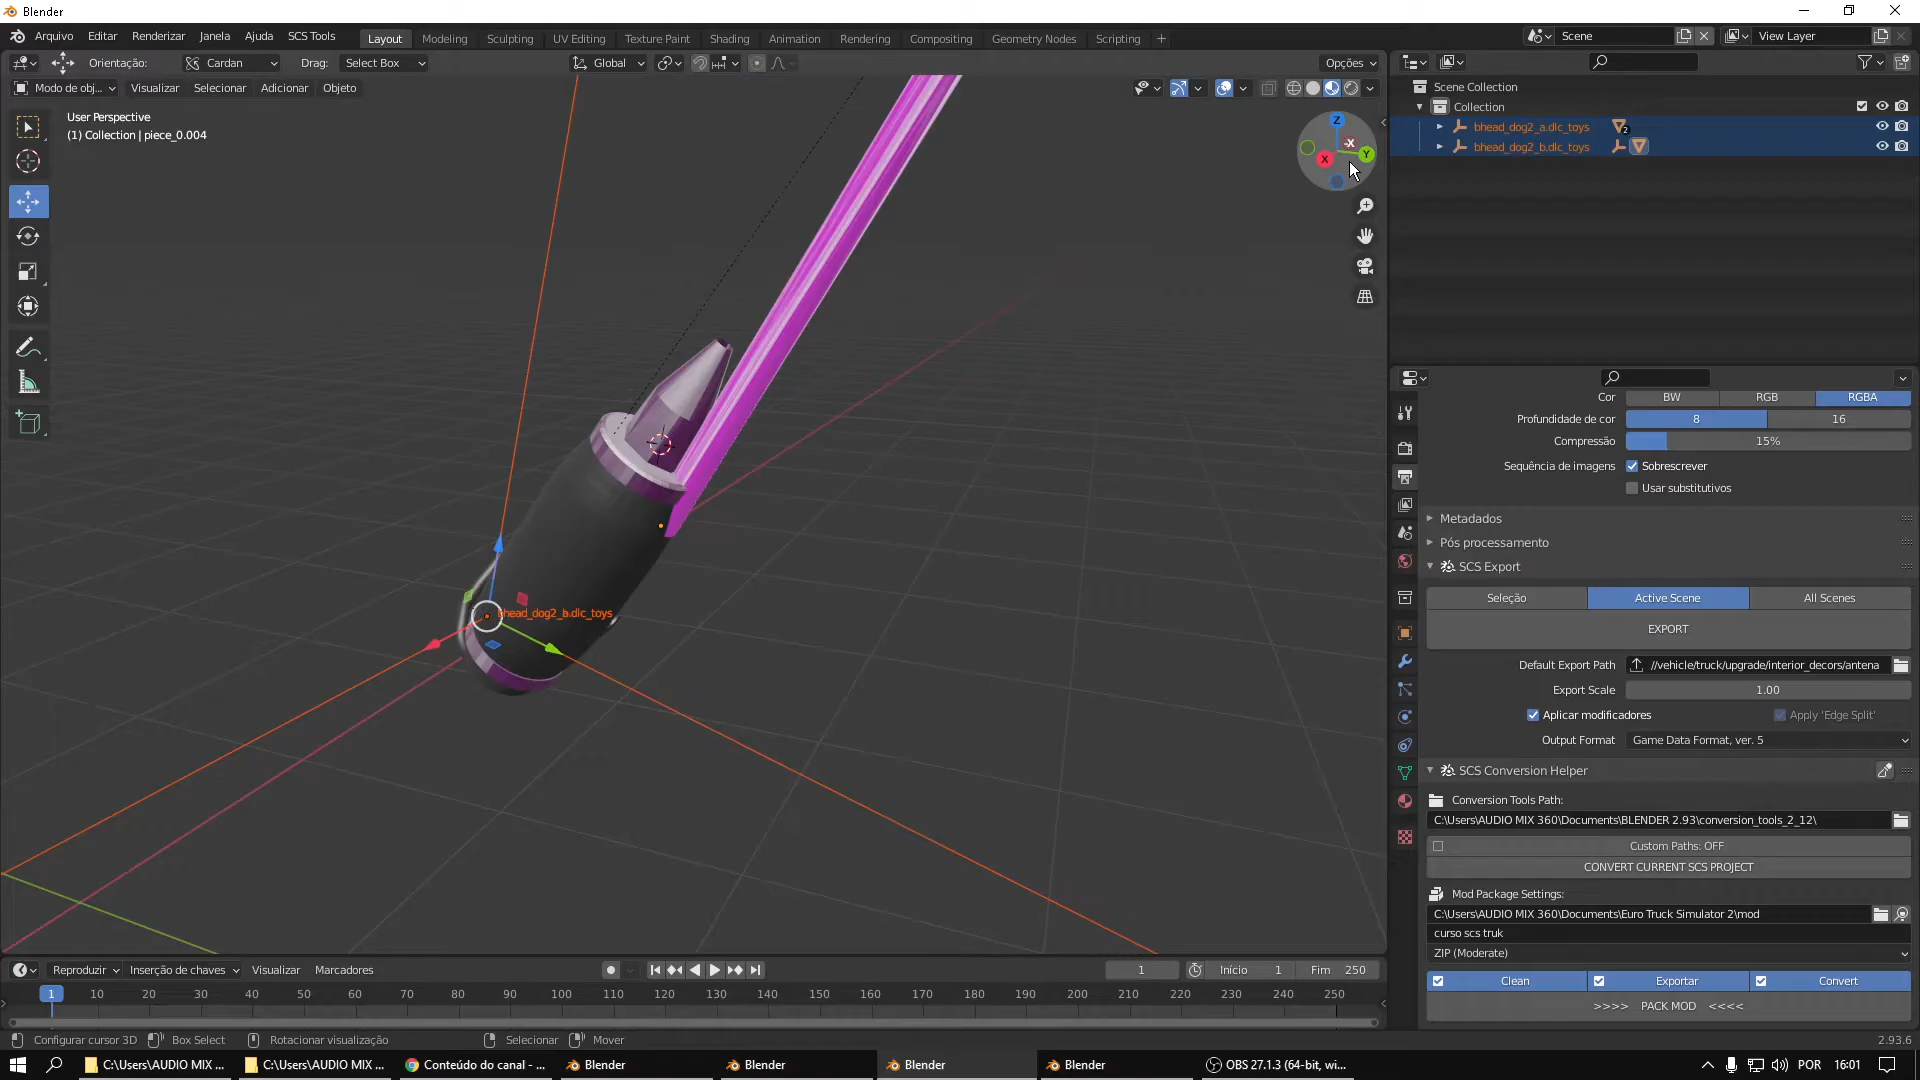 Blender
Arquivo Editar Renderizar Janela Ajuda SCS Tools Layout Modeling Sculpting UV Editing Texture Paint Shading Animation Rendering Compositing Geometry Nodes Scripting + Scene View Layer
Orientação: Cardan Drag: Select Box Global Opções
Modo de obj... Visualizar Selecionar Adicionar Objeto
User Perspective
(1) Collection | piece_0.004
Z
-X
X Y
bhead_dog2_b.dlc_toys
Scene Collection
Collection
bhead_dog2_a.dlc_toys 2
bhead_dog2_b.dlc_toys
Cor BW RGB RGBA
Profundidade de cor 8 16
Compressão 15%
Sequência de imagens Sobrescrever
Usar substitutivos
Metadados
Pós processamento
SCS Export
Seleção Active Scene All Scenes
EXPORT
Default Export Path //vehicle/truck/upgrade/interior_decors/antena
Export Scale 1.00
Aplicar modificadores Apply 'Edge Split'
Output Format Game Data Format, ver. 5
SCS Conversion Helper
Conversion Tools Path:
C:\Users\AUDIO MIX 360\Documents\BLENDER 2.93\conversion_tools_2_12\
Custom Paths: OFF
CONVERT CURRENT SCS PROJECT
Mod Package Settings:
C:\Users\AUDIO MIX 360\Documents\Euro Truck Simulator 2\mod
curso scs truk
ZIP (Moderate)
Clean Exportar Convert
>>>> PACK MOD <<<<
Reproduzir Inserção de chaves Visualizar Marcadores 1 Início 1 Fim 250
1 10 20 30 40 50 60 70 80 90 100 110 120 130 140 150 160 170 180 190 200 210 220 230 240 250
Configurar cursor 3D Box Select Rotacionar visualização Selecionar Mover 2.93.6
C:\Users\AUDIO MIX ... C:\Users\AUDIO MIX ... Conteúdo do canal - ... Blender Blender Blender Blender OBS 27.1.3 (64-bit, wi... POR 16:01